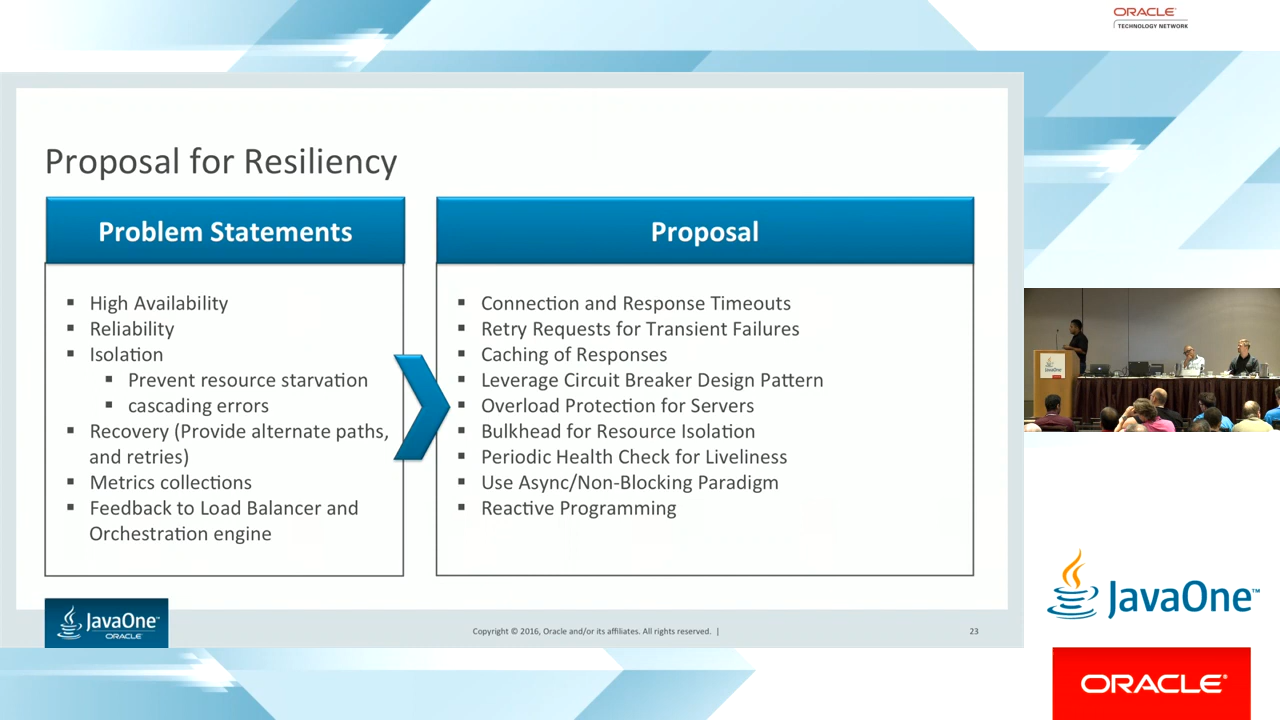 ORACLE
TECHNOLOGY NETWORK
Proposal for Resiliency
Problem Statements
▪ High Availability
▪ Reliability
▪ Isolation
▪ Prevent resource starvation
▪ cascading errors
▪ Recovery (Provide alternate paths,
and retries)
▪ Metrics collections
▪ Feedback to Load Balancer and
Orchestration engine
Proposal
▪ Connection and Response Timeouts
▪ Retry Requests for Transient Failures
▪ Caching of Responses
▪ Leverage Circuit Breaker Design Pattern
▪ Overload Protection for Servers
▪ Bulkhead for Resource Isolation
▪ Periodic Health Check for Liveliness
▪ Use Async/Non-Blocking Paradigm
▪ Reactive Programming
JavaOne™
ORACLE
Copyright © 2016, Oracle and/or its affiliates. All rights reserved. |
23
JavaOne™
ORACLE®